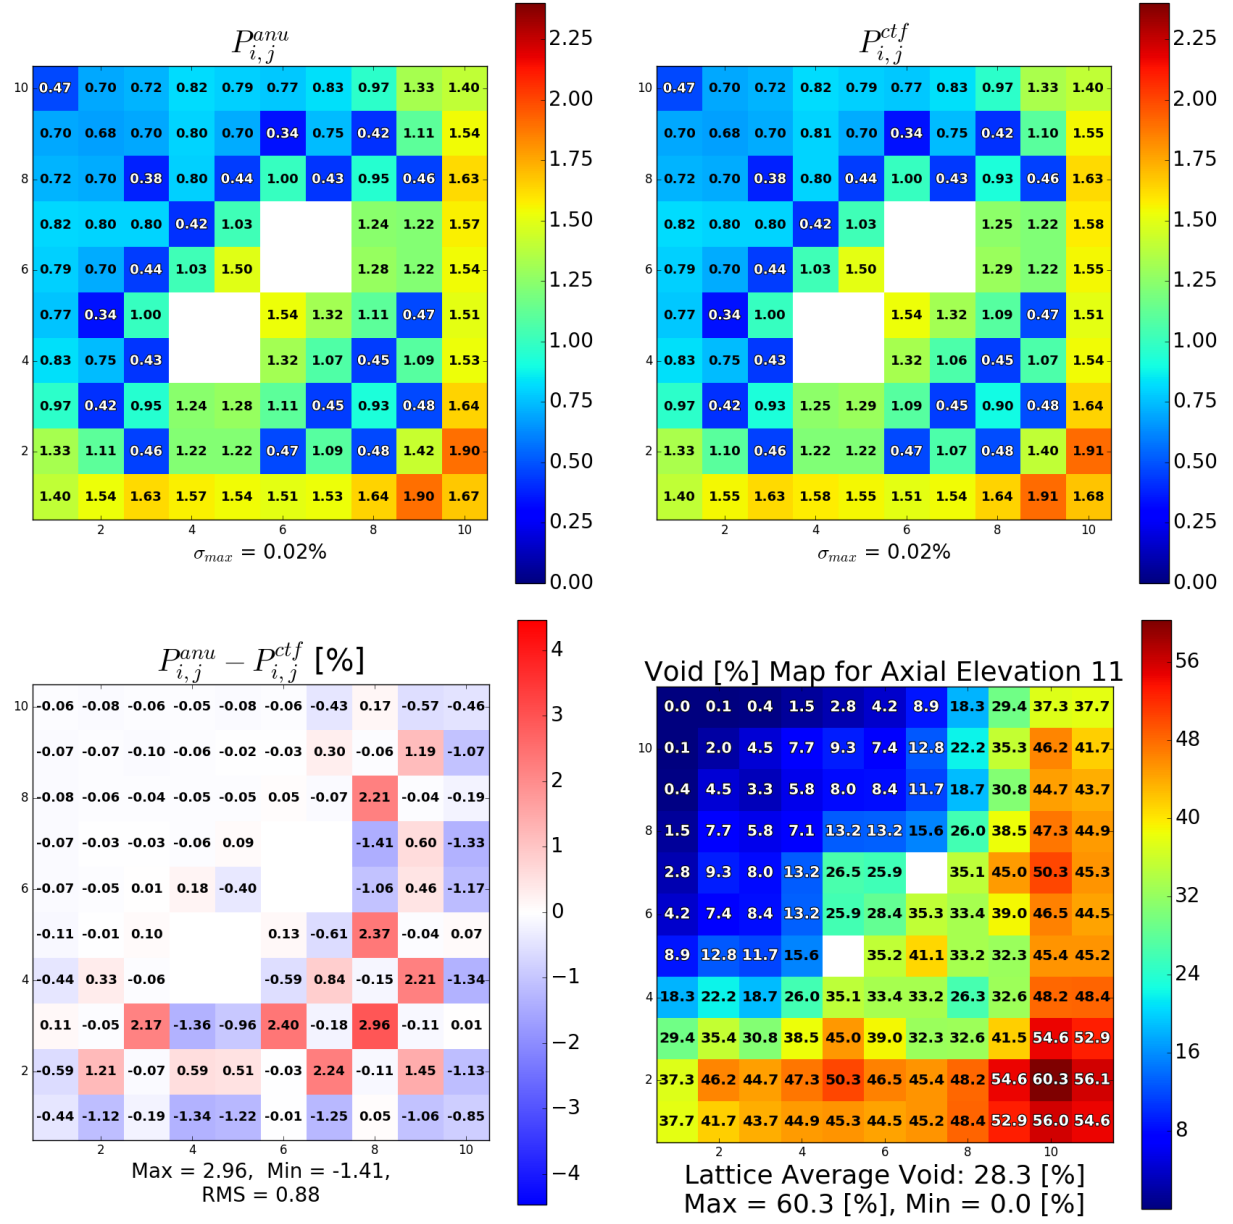 P_{i,j}^{anu}
10 0.47 0.70 0.72 0.82 0.79 0.77 0.83 0.97 1.33 1.40
0.70 0.68 0.70 0.80 0.70 0.34 0.75 0.42 1.11 1.54
8 0.72 0.70 0.38 0.80 0.44 1.00 0.43 0.95 0.46 1.63
0.82 0.80 0.80 0.42 1.03 1.24 1.22 1.57
6 0.79 0.70 0.44 1.03 1.50 1.28 1.22 1.54
0.77 0.34 1.00 1.54 1.32 1.11 0.47 1.51
4 0.83 0.75 0.43 1.32 1.07 0.45 1.09 1.53
0.97 0.42 0.95 1.24 1.28 1.11 0.45 0.93 0.48 1.64
2 1.33 1.11 0.46 1.22 1.22 0.47 1.09 0.48 1.42 1.90
1.40 1.54 1.63 1.57 1.54 1.51 1.53 1.64 1.90 1.67
2 4 6 8 10
σ_{max} = 0.02%
2.25
2.00
1.75
1.50
1.25
1.00
0.75
0.50
0.25
0.00
P_{i,j}^{ctf}
10 0.47 0.70 0.72 0.82 0.79 0.77 0.83 0.97 1.33 1.40
0.70 0.68 0.70 0.81 0.70 0.34 0.75 0.42 1.10 1.55
8 0.72 0.70 0.38 0.80 0.44 1.00 0.43 0.93 0.46 1.63
0.82 0.80 0.80 0.42 1.03 1.25 1.22 1.58
6 0.79 0.70 0.44 1.03 1.50 1.29 1.22 1.55
0.77 0.34 1.00 1.54 1.32 1.09 0.47 1.51
4 0.83 0.75 0.43 1.32 1.06 0.45 1.07 1.54
0.97 0.42 0.93 1.25 1.29 1.09 0.45 0.90 0.48 1.64
2 1.33 1.10 0.46 1.22 1.22 0.47 1.07 0.48 1.40 1.91
1.40 1.55 1.63 1.58 1.55 1.51 1.54 1.64 1.91 1.68
2 4 6 8 10
σ_{max} = 0.02%
2.25
2.00
1.75
1.50
1.25
1.00
0.75
0.50
0.25
0.00
P_{i,j}^{anu} − P_{i,j}^{ctf} [%]
10 -0.06 -0.08 -0.06 -0.05 -0.08 -0.06 -0.43 0.17 -0.57 -0.46
-0.07 -0.07 -0.10 -0.06 -0.02 -0.03 0.30 -0.06 1.19 -1.07
8 -0.08 -0.06 -0.04 -0.05 -0.05 0.05 -0.07 2.21 -0.04 -0.19
-0.07 -0.03 -0.03 -0.06 0.09 -1.41 0.60 -1.33
6 -0.07 -0.05 0.01 0.18 -0.40 -1.06 0.46 -1.17
-0.11 -0.01 0.10 0.13 -0.61 2.37 -0.04 0.07
4 -0.44 0.33 -0.06 -0.59 0.84 -0.15 2.21 -1.34
0.11 -0.05 2.17 -1.36 -0.96 2.40 -0.18 2.96 -0.11 0.01
2 -0.59 1.21 -0.07 0.59 0.51 -0.03 2.24 -0.11 1.45 -1.13
-0.44 -1.12 -0.19 -1.34 -1.22 -0.01 -1.25 0.05 -1.06 -0.85
2 4 6 8 10
Max = 2.96, Min = -1.41,
RMS = 0.88
4
3
2
1
0
−1
−2
−3
−4
Void [%] Map for Axial Elevation 11
0.0 0.1 0.4 1.5 2.8 4.2 8.9 18.3 29.4 37.3 37.7
10 0.1 2.0 4.5 7.7 9.3 7.4 12.8 22.2 35.3 46.2 41.7
0.4 4.5 3.3 5.8 8.0 8.4 11.7 18.7 30.8 44.7 43.7
8 1.5 7.7 5.8 7.1 13.2 13.2 15.6 26.0 38.5 47.3 44.9
2.8 9.3 8.0 13.2 26.5 25.9 35.1 45.0 50.3 45.3
6 4.2 7.4 8.4 13.2 25.9 28.4 35.3 33.4 39.0 46.5 44.5
8.9 12.8 11.7 15.6 35.2 41.1 33.2 32.3 45.4 45.2
4 18.3 22.2 18.7 26.0 35.1 33.4 33.2 26.3 32.6 48.2 48.4
29.4 35.4 30.8 38.5 45.0 39.0 32.3 32.6 41.5 54.6 52.9
2 37.3 46.2 44.7 47.3 50.3 46.5 45.4 48.2 54.6 60.3 56.1
37.7 41.7 43.7 44.9 45.3 44.5 45.2 48.4 52.9 56.0 54.6
2 4 6 8 10
Lattice Average Void: 28.3 [%]
Max = 60.3 [%], Min = 0.0 [%]
56
48
40
32
24
16
8